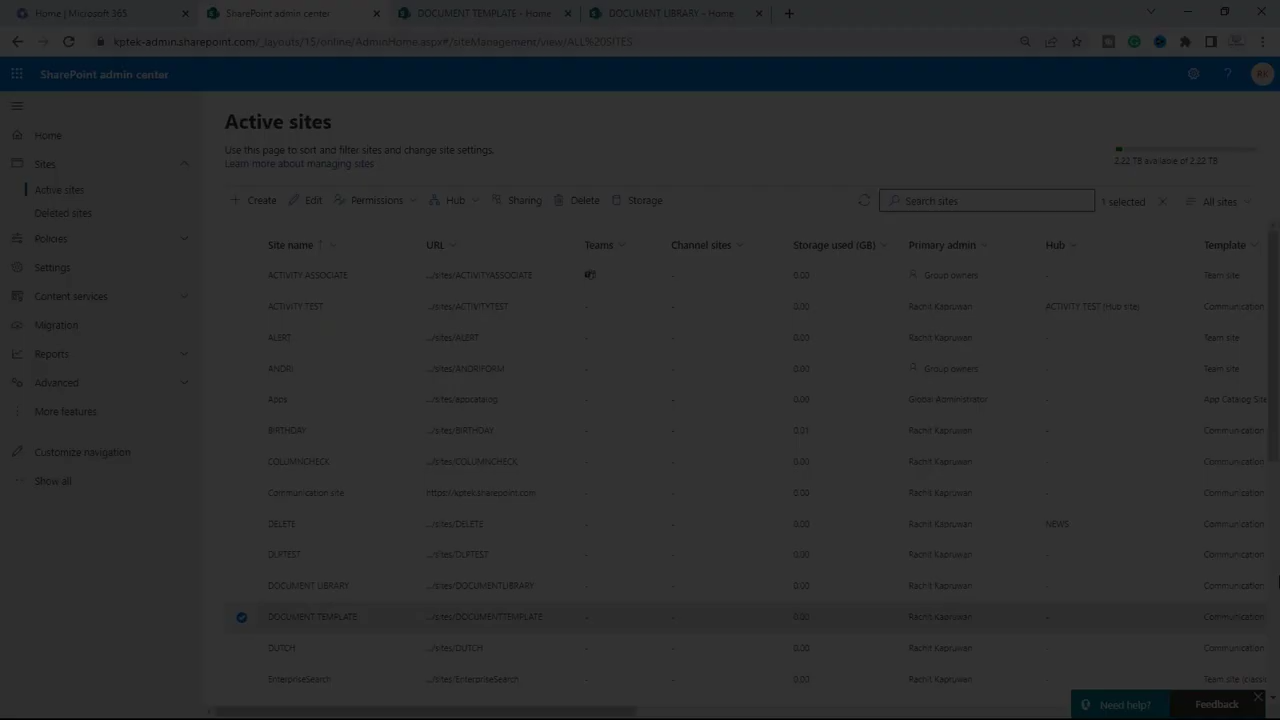 Home | Microsoft 365
SharePoint admin center
DOCUMENT TEMPLATE - Home
DOCUMENT LIBRARY - Home
kptek-admin.sharepoint.com/_layouts/15/online/AdminHome.aspx#/siteManagement/view/ALL%20SITES
SharePoint admin center
RK
Home
Sites
Active sites
Deleted sites
Policies
Settings
Content services
Migration
Reports
Advanced
More features
Customize navigation
Show all
Active sites
Use this page to sort and filter sites and change site settings.
Learn more about managing sites
2.22 TB available of 2.22 TB
Create Edit Permissions Hub Sharing Delete Storage Search sites 1 selected All sites
Site name URL Teams Channel sites Storage used (GB) Primary admin Hub Template
ACTIVITY ASSOCIATE .../sites/ACTIVITYASSOCIATE - 0.00 Group owners - Team site
ACTIVITY TEST .../sites/ACTIVITYTEST - - 0.00 Rachit Kapruwan ACTIVITY TEST (Hub site) Communication
ALERT .../sites/ALERT - - 0.00 Rachit Kapruwan - Team site
ANDRI .../sites/ANDRIFORM - - 0.00 Group owners - Team site
Apps .../sites/appcatalog - - 0.00 Global Administrator - App Catalog Site
BIRTHDAY .../sites/BIRTHDAY - - 0.01 Rachit Kapruwan - Communication
COLUMNCHECK .../sites/COLUMNCHECK - - 0.00 Rachit Kapruwan - Communication
Communication site https://kptek.sharepoint.com - - 0.00 Rachit Kapruwan - Communication
DELETE .../sites/DELETE - - 0.00 Rachit Kapruwan NEWS Communication
DLPTEST .../sites/DLPTEST - - 0.00 Rachit Kapruwan - Communication
DOCUMENT LIBRARY .../sites/DOCUMENTLIBRARY - - 0.00 Rachit Kapruwan - Communication
DOCUMENT TEMPLATE .../sites/DOCUMENTTEMPLATE - - 0.00 Rachit Kapruwan - Communication
DUTCH .../sites/DUTCH - - 0.00 Rachit Kapruwan - Communication
EnterpriseSearch .../sites/EnterpriseSearch - - 0.00 Rachit Kapruwan - Team site (classic
Need help? Feedback